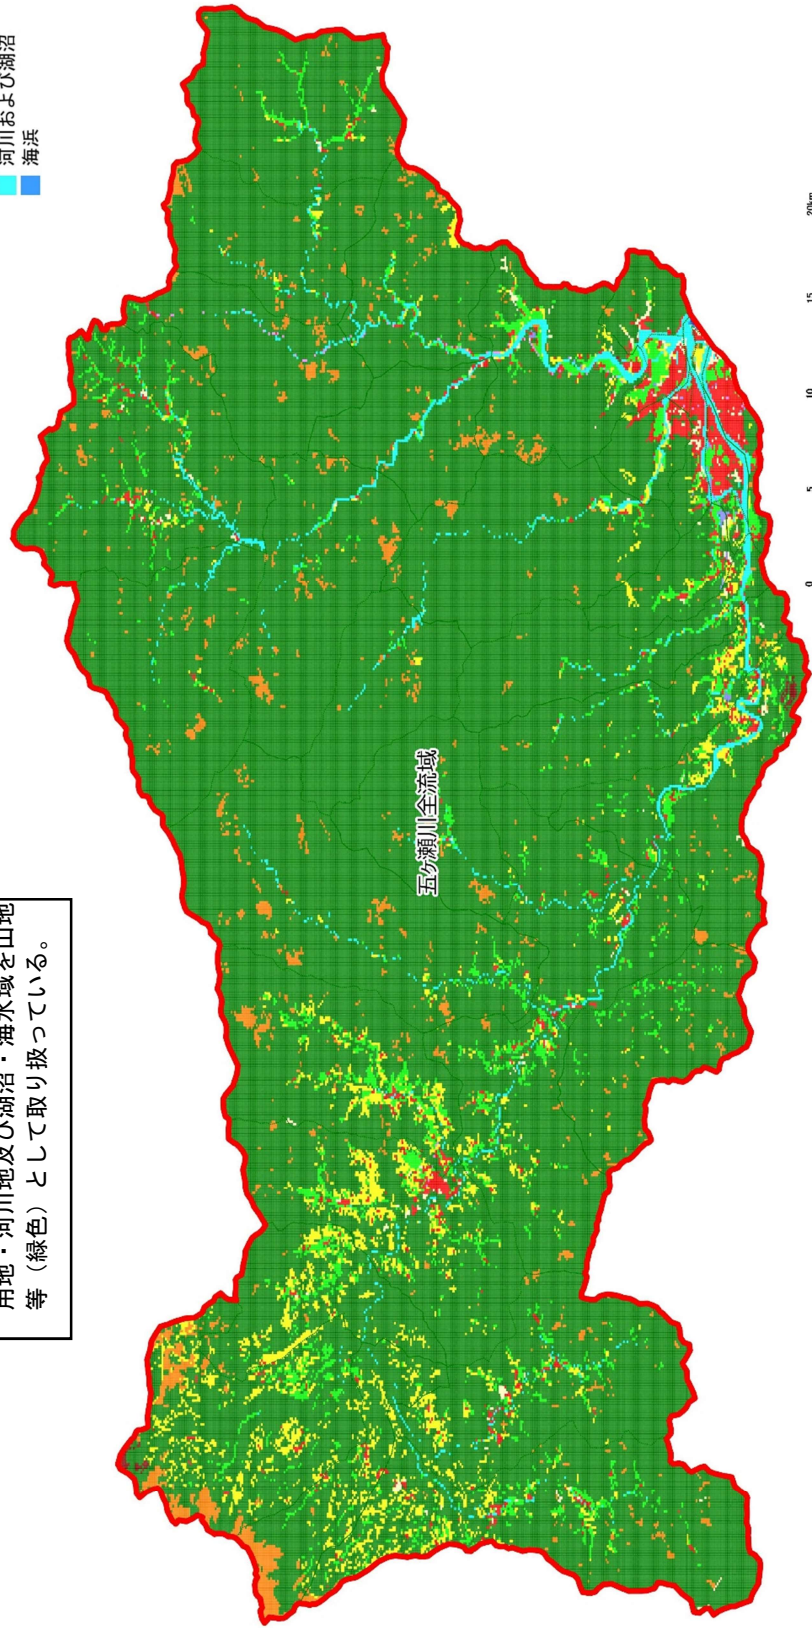 河川および湖沼
海浜
用地・河川地及び湖沼・海水域を山地
等（緑色）として取り扱っている。
五ケ瀬川全流域
0 5 10 15 20km